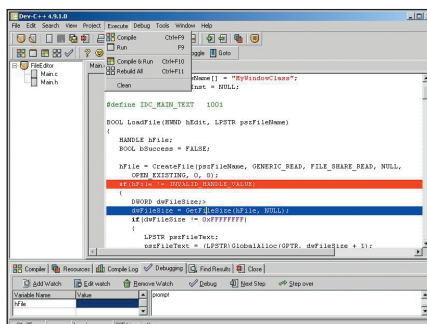 Dev-C++ 4.9.1.0
File Edit Search View Project Execute Debug Tools Window Help
Compile Ctrl+F9
Run F9
Compile & Run Ctrl+F10
Rebuild All Ctrl+F11
Clean
Goto
FileEditor
Main.c
Main.h
Name[] = "MyWindowClass";
Inst = NULL;
#define IDC_MAIN_TEXT 1001
BOOL LoadFile(HWND hEdit, LPSTR pszFileName)
{
HANDLE hFile;
BOOL bSuccess = FALSE;
hFile = CreateFile(pszFileName, GENERIC_READ, FILE_SHARE_READ, NULL,
OPEN_EXISTING, 0, 0);
if(hFile != INVALID_HANDLE_VALUE)
{
DWORD dwFileSize;>
dwFileSize = GetFileSize(hFile, NULL);
if(dwFileSize != 0xFFFFFFFF)
{
LPSTR pszFileText;
pszFileText = (LPSTR)GlobalAlloc(GPTR, dwFileSize + 1);
Compiler Resources Compile Log Debugging Find Results Close
Add Watch Edit watch Remove Watch Debug Next Step Step over
Variable Name Value prompt
hFile